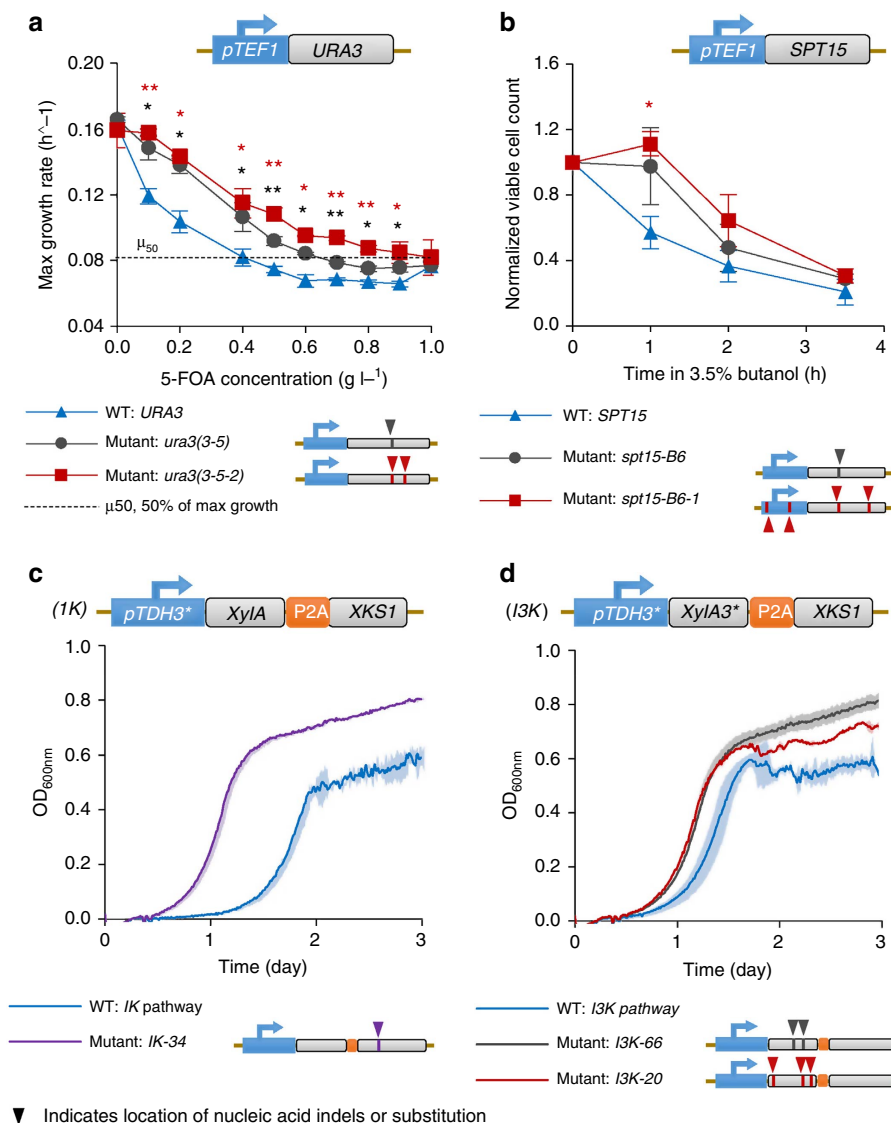 a
pTEF1 URA3
0.20
0.16
0.12
0.08
0.04
Max growth rate (h^–1)
** * * * ** * ** ** *
* * * ** * ** * *
μ50
0.0 0.2 0.4 0.6 0.8 1.0
5-FOA concentration (g l–1)
WT: URA3
Mutant: ura3(3-5)
Mutant: ura3(3-5-2)
μ50, 50% of max growth
b
pTEF1 SPT15
1.6
1.2
0.8
0.4
0.0
Normalized viable cell count
*
0 1 2 3 4
Time in 3.5% butanol (h)
WT: SPT15
Mutant: spt15-B6
Mutant: spt15-B6-1
c
(1K) pTDH3* XylA P2A XKS1
1.0
0.8
0.6
0.4
0.2
0.0
OD600nm
0 1 2 3
Time (day)
WT: IK pathway
Mutant: IK-34
d
(I3K) pTDH3* XylA3* P2A XKS1
1.0
0.8
0.6
0.4
0.2
0.0
OD600nm
0 1 2 3
Time (day)
WT: I3K pathway
Mutant: I3K-66
Mutant: I3K-20
Indicates location of nucleic acid indels or substitution